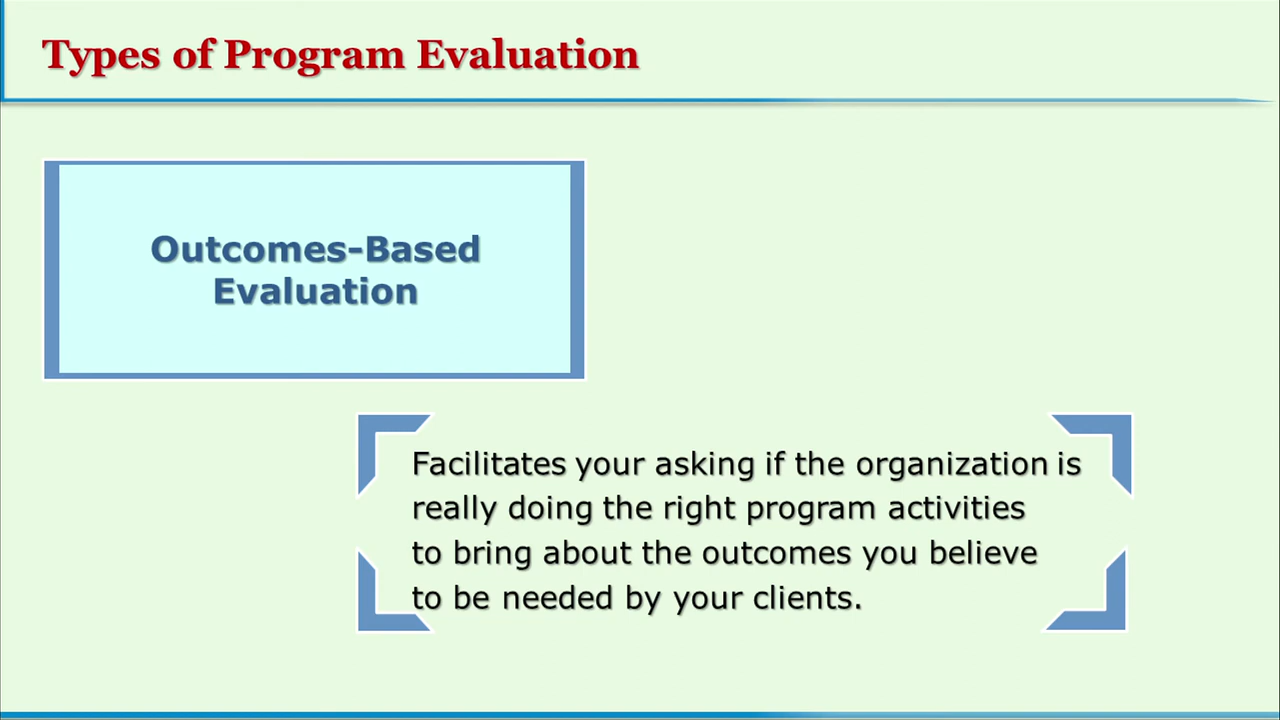 Types of Program Evaluation
Outcomes-Based
Evaluation
Facilitates your asking if the organization is
really doing the right program activities
to bring about the outcomes you believe
to be needed by your clients.